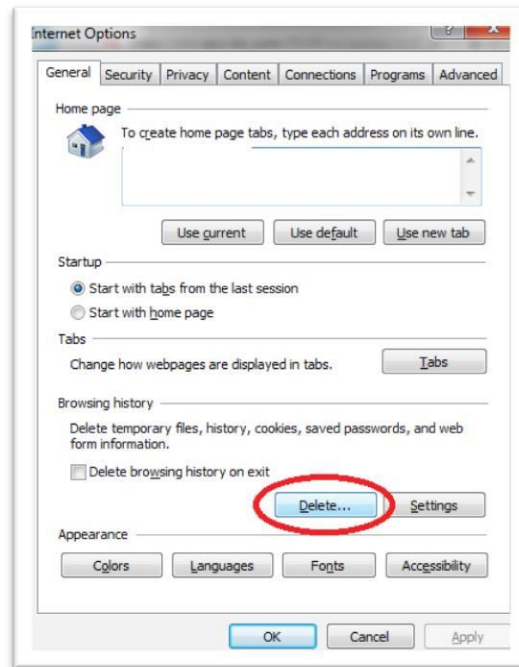 Internet Options
General Security Privacy Content Connections Programs Advanced
Home page
To create home page tabs, type each address on its own line.
Use current Use default Use new tab
Startup
Start with tabs from the last session
Start with home page
Tabs
Change how webpages are displayed in tabs. Tabs
Browsing history
Delete temporary files, history, cookies, saved passwords, and web
form information.
Delete browsing history on exit
Delete... Settings
Appearance
Colors Languages Fonts Accessibility
OK Cancel Apply